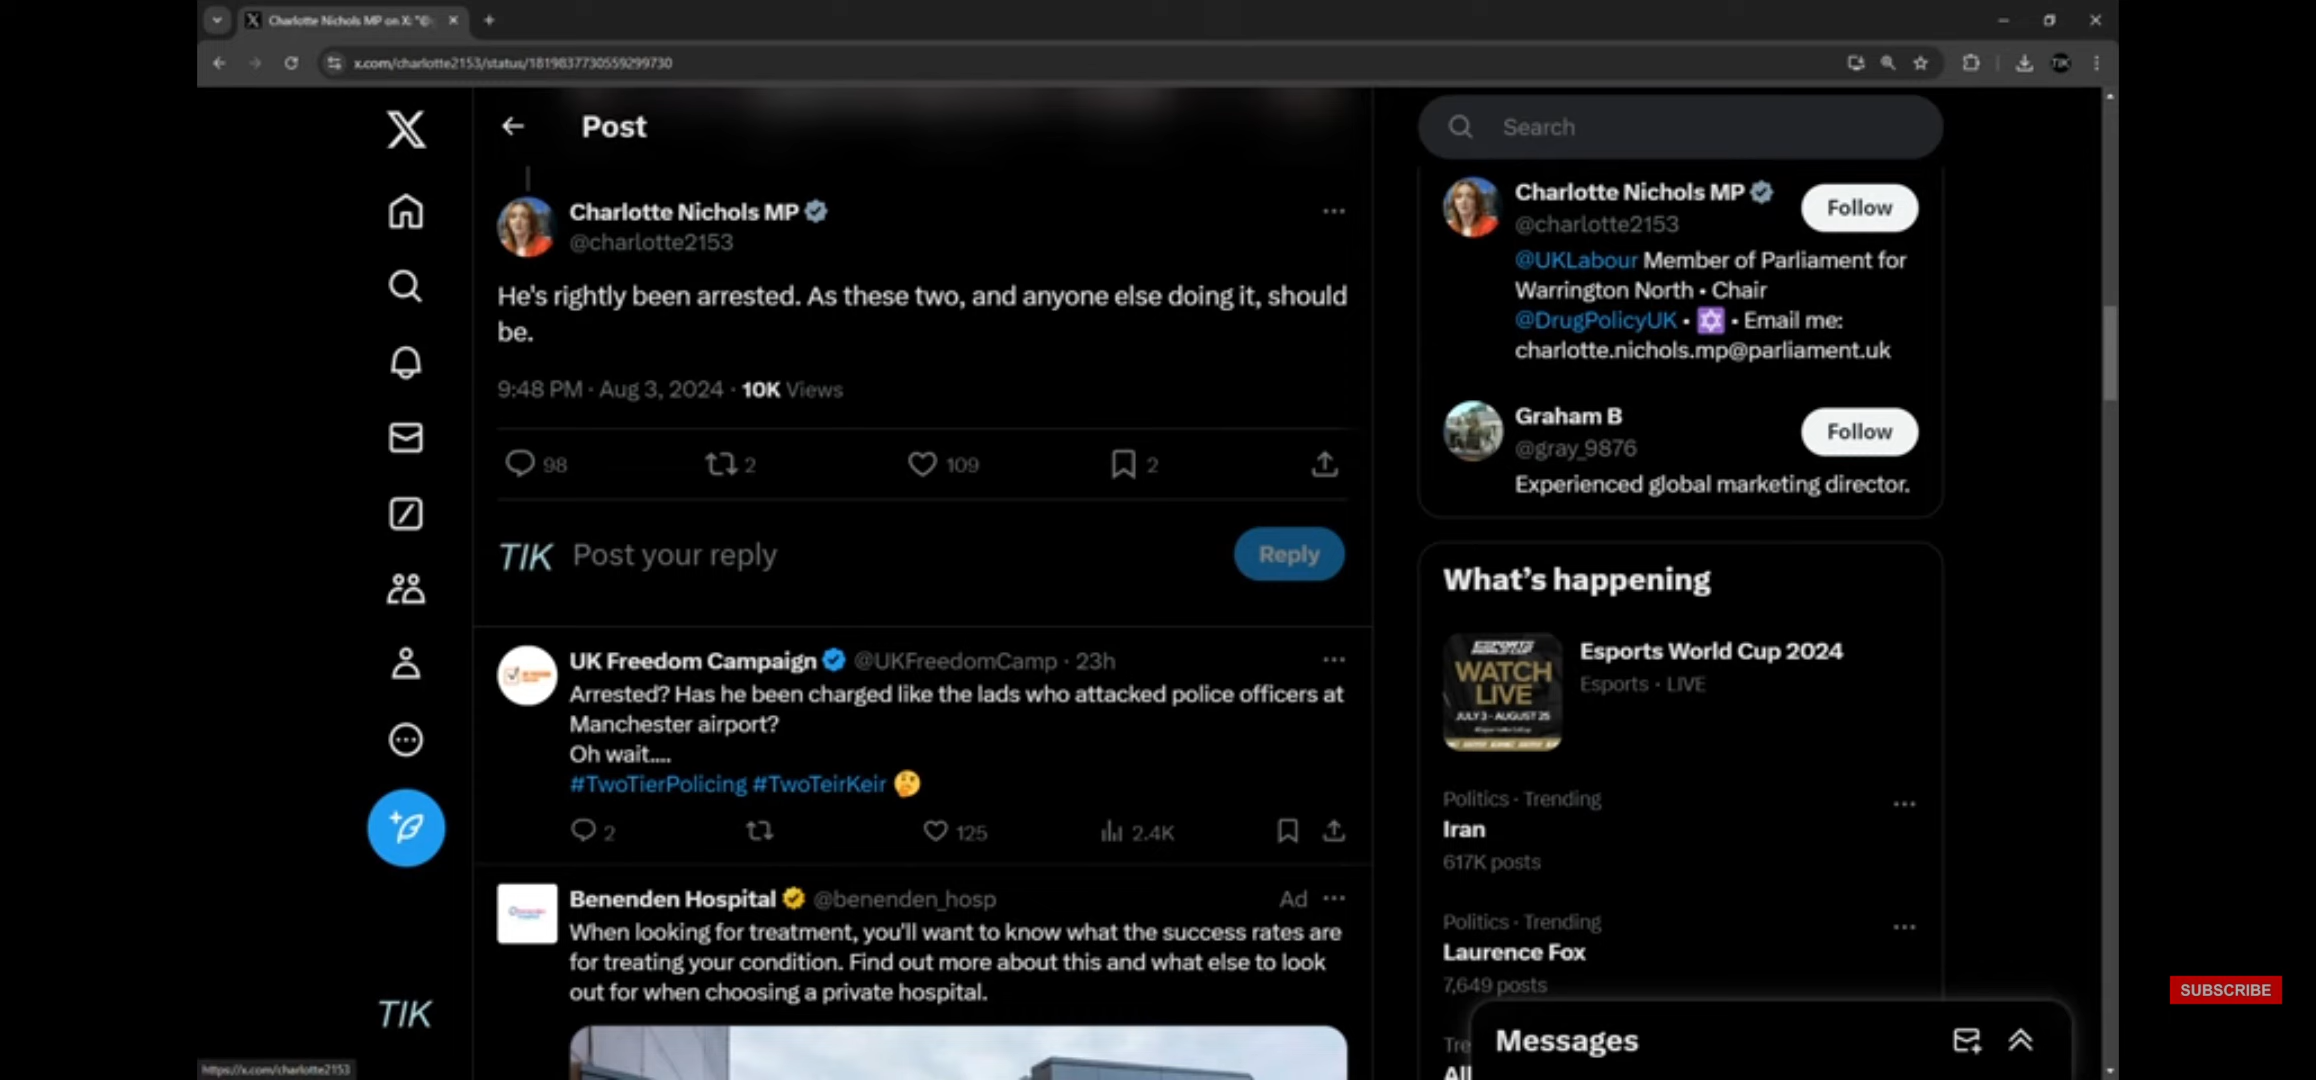 Charlotte Nichols MP on X: "@
x.com/charlotte2153/status/1819837730559299730
TIK
X
Post
Search
Charlotte Nichols MP
@charlotte2153
He's rightly been arrested. As these two, and anyone else doing it, should
be.
9:48 PM · Aug 3, 2024 · 10K Views
98
2
109
2
TIK
Post your reply
Reply
UK Freedom Campaign @UKFreedomCamp · 23h
Arrested? Has he been charged like the lads who attacked police officers at
Manchester airport?
Oh wait....
#TwoTierPolicing #TwoTeirKeir
2
125
2.4K
Benenden Hospital @benenden_hosp
Ad
When looking for treatment, you'll want to know what the success rates are
for treating your condition. Find out more about this and what else to look
out for when choosing a private hospital.
Charlotte Nichols MP
Follow
@charlotte2153
@UKLabour Member of Parliament for
Warrington North • Chair
@DrugPolicyUK • • Email me:
charlotte.nichols.mp@parliament.uk
Graham B
Follow
@gray_9876
Experienced global marketing director.
What's happening
ESPORTS
WORLD CUP
WATCH
LIVE
JULY 3 - AUGUST 25
Esports World Cup 2024
Esports · LIVE
Politics · Trending
Iran
617K posts
Politics · Trending
Laurence Fox
7,649 posts
Tre
All
Messages
TIK
https://x.com/charlotte2153
SUBSCRIBE